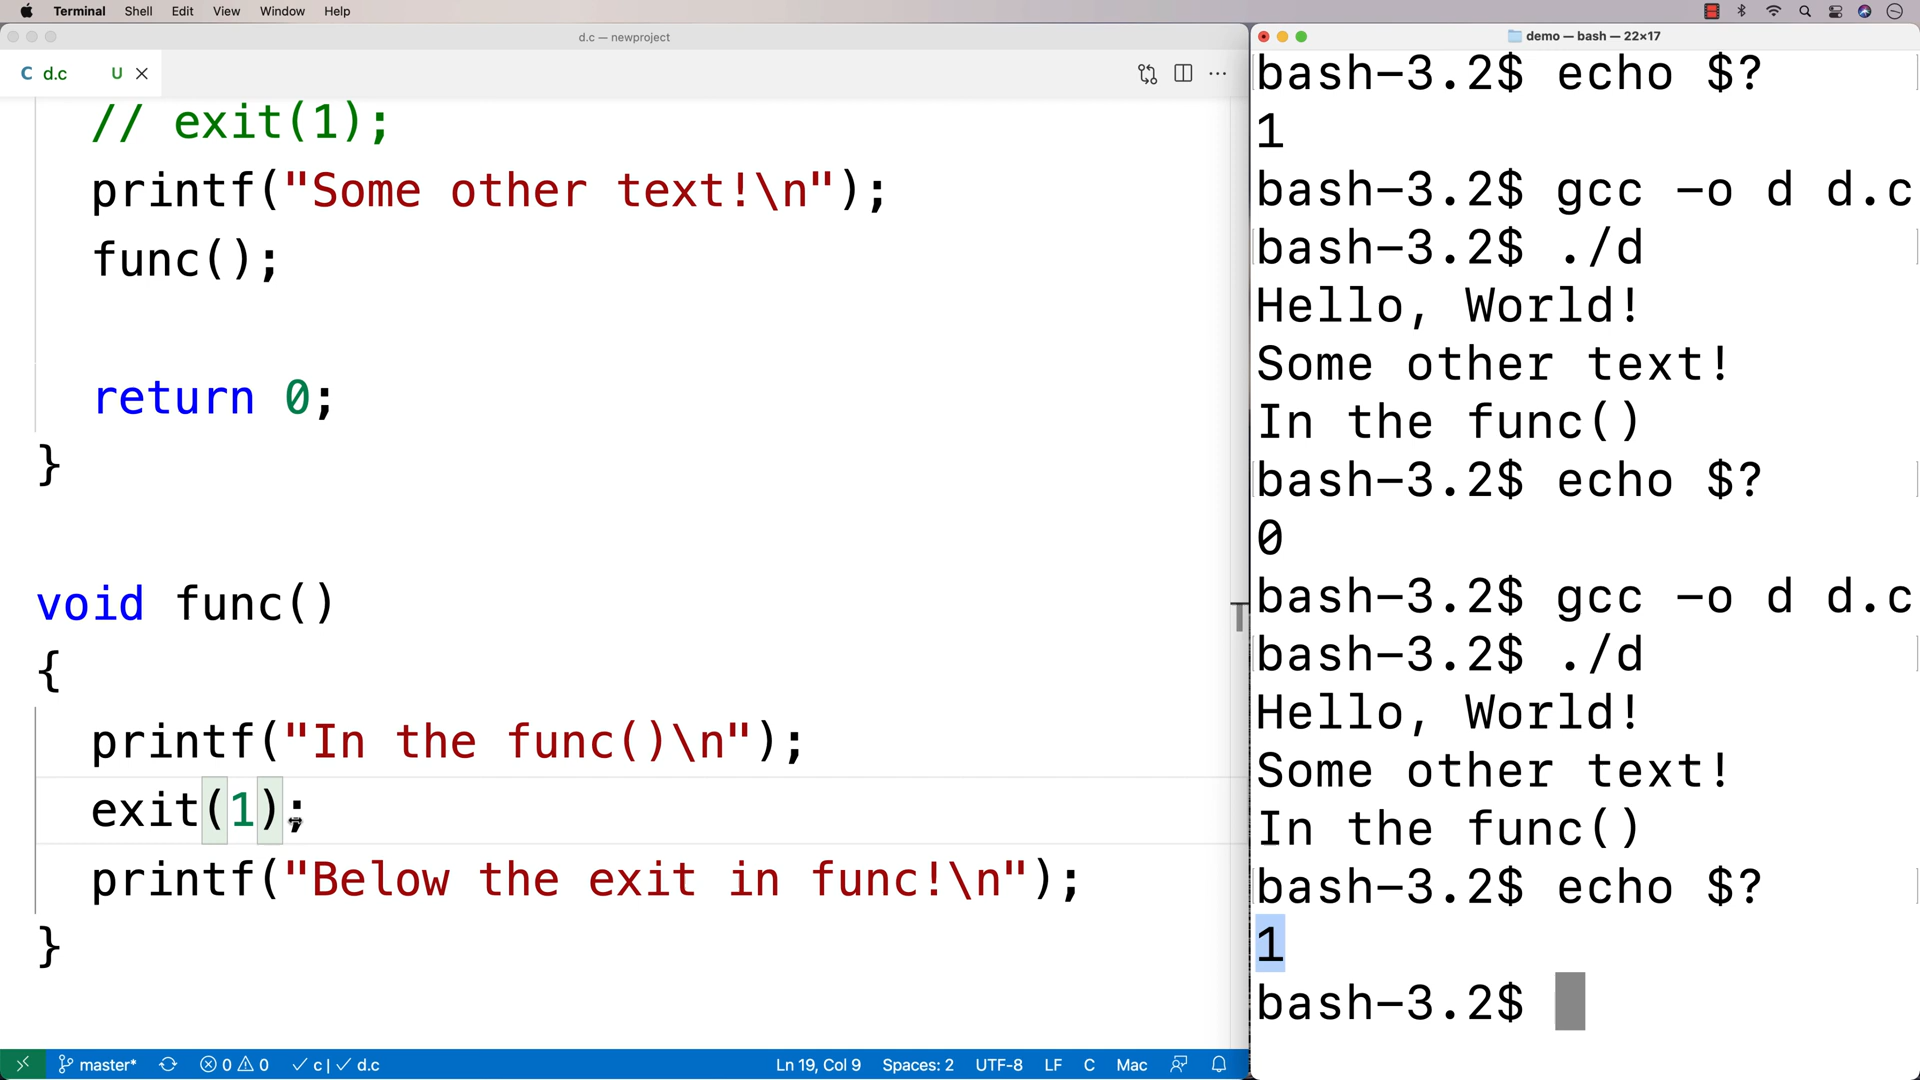 Terminal Shell Edit View Window Help
d.c — newproject
C d.c U
// exit(1);
printf("Some other text!\n");
func();
return 0;
}
void func()
{
printf("In the func()\n");
exit(1);
printf("Below the exit in func!\n");
}
master* 0 0 c | d.c Ln 19, Col 9 Spaces: 2 UTF-8 LF C Mac
demo — bash — 22×17
bash-3.2$ echo $?
1
bash-3.2$ gcc -o d d.c
bash-3.2$ ./d
Hello, World!
Some other text!
In the func()
bash-3.2$ echo $?
0
bash-3.2$ gcc -o d d.c
bash-3.2$ ./d
Hello, World!
Some other text!
In the func()
bash-3.2$ echo $?
1
bash-3.2$